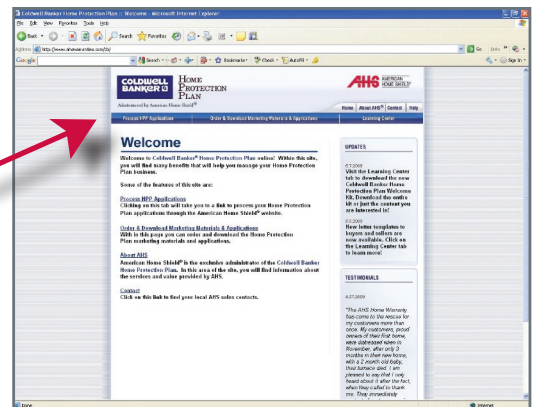 Coldwell Banker Home Protection Plan :: Welcome - Microsoft Internet Explorer
File Edit View Favorites Tools Help
Back Search Favorites
Address http://www.ahswarranties.com/cb/ Go Links
Google Search Bookmarks Check AutoFill Sign In
COLDWELL BANKER
HOME PROTECTION PLAN
Administered by American Home Shield®
AHS AMERICAN HOME SHIELD®
Home About AHS® Contact Help
Process HPP Applications Order & Download Marketing Materials & Applications Learning Center
Welcome
Welcome to Coldwell Banker® Home Protection Plan online! Within this site,
you will find many benefits that will help you manage your Home Protection
Plan business.
Some of the features of this site are:
Process HPP Applications
Clicking on this tab will take you to a link to process your Home Protection
Plan applications through the American Home Shield® website.
Order & Download Marketing Materials & Applications
With in this page you can order and download the Home Protection
Plan marketing materials and applications.
About AHS
American Home Shield® is the exclusive administrator of the Coldwell Banker
Home Protection Plan. In this area of the site, you will find information about
the services and value provided by AHS.
Contact
Click on this link to find your local AHS sales contacts.
UPDATES
Visit the Learning Center
tab to download the new
Coldwell Banker Home
Protection Plan Welcome
Kit. Download the entire
kit or just the content you
are interested in!
New letter templates to
buyers and sellers are
now available. Click on
the Learning Center tab
to learn more!
TESTIMONIALS
4.27.2009
"The AHS Home Warranty
has come to the rescue for
my customers more than
once. My customers, proud
owners of their first home,
were distressed when in
November, after only 3
months in their new home,
with a 2 month old baby,
their furnace died. I am
pleased to say that I only
heard about it after the fact,
when they called to thank
me. They immediately
Done Internet